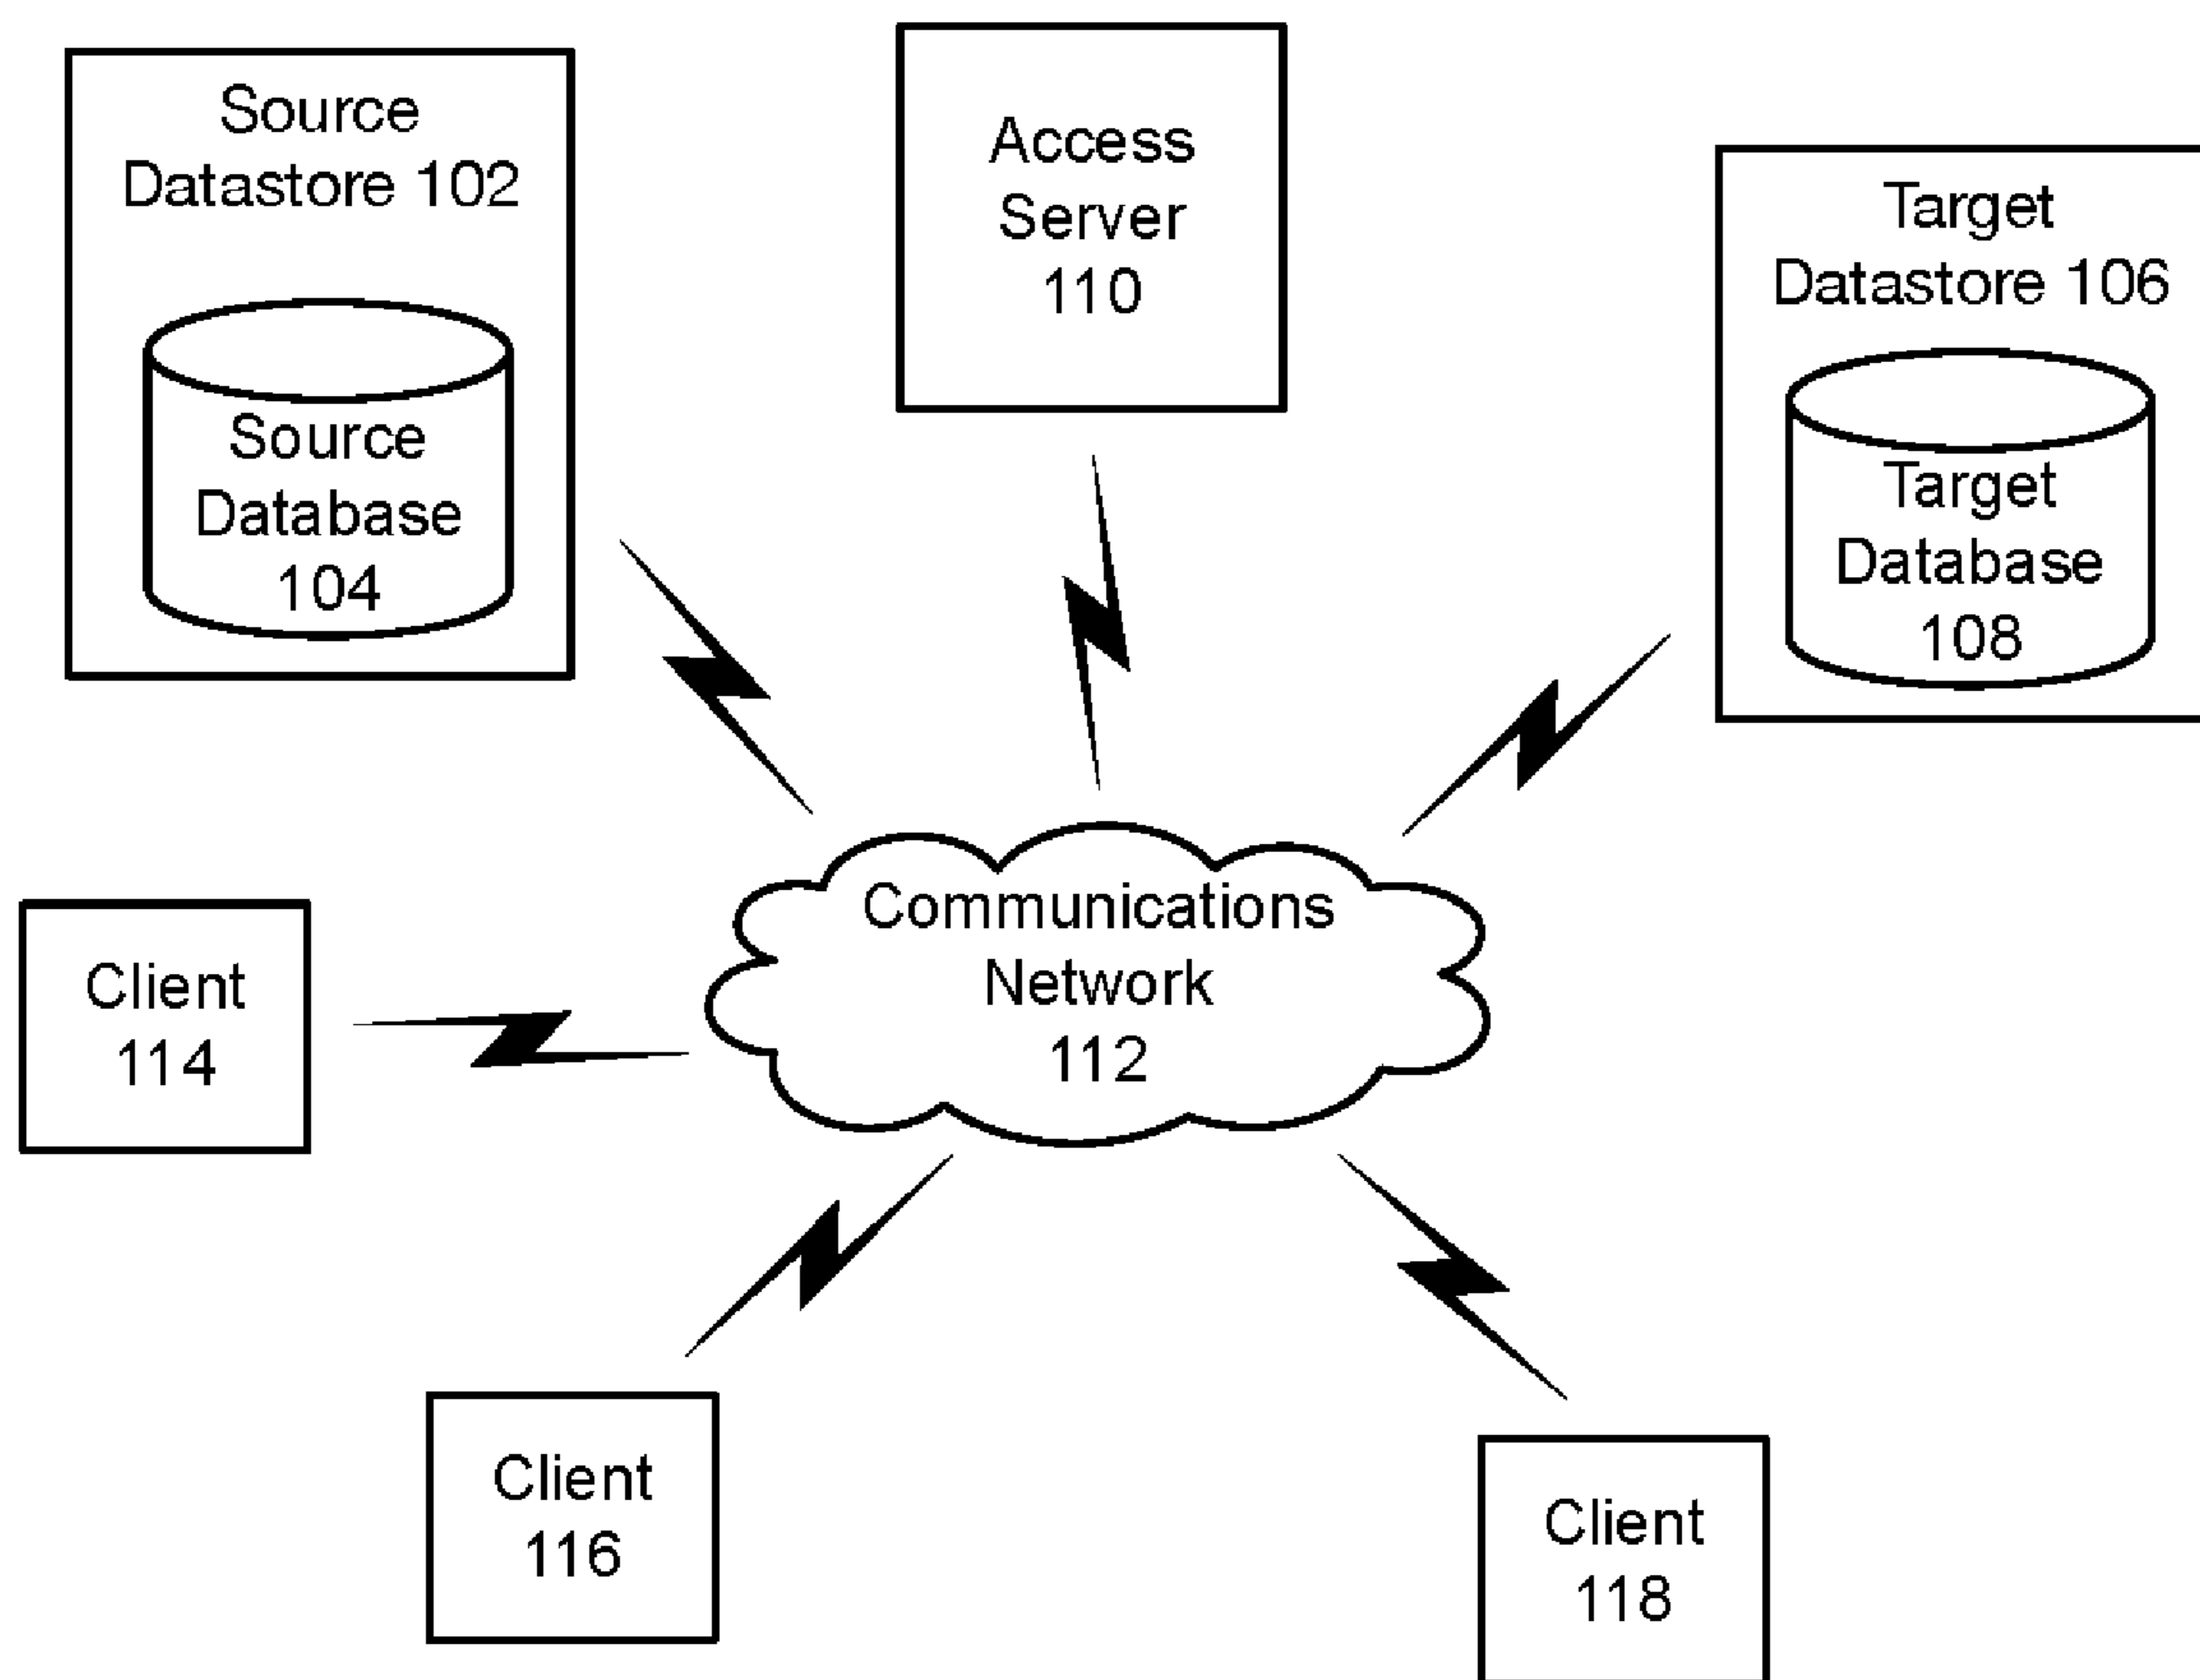 Source
Datastore 102
Source
Database
104
Access
Server
110
Target
Datastore 106
Target
Database
108
Communications
Network
112
Client
114
Client
116
Client
118